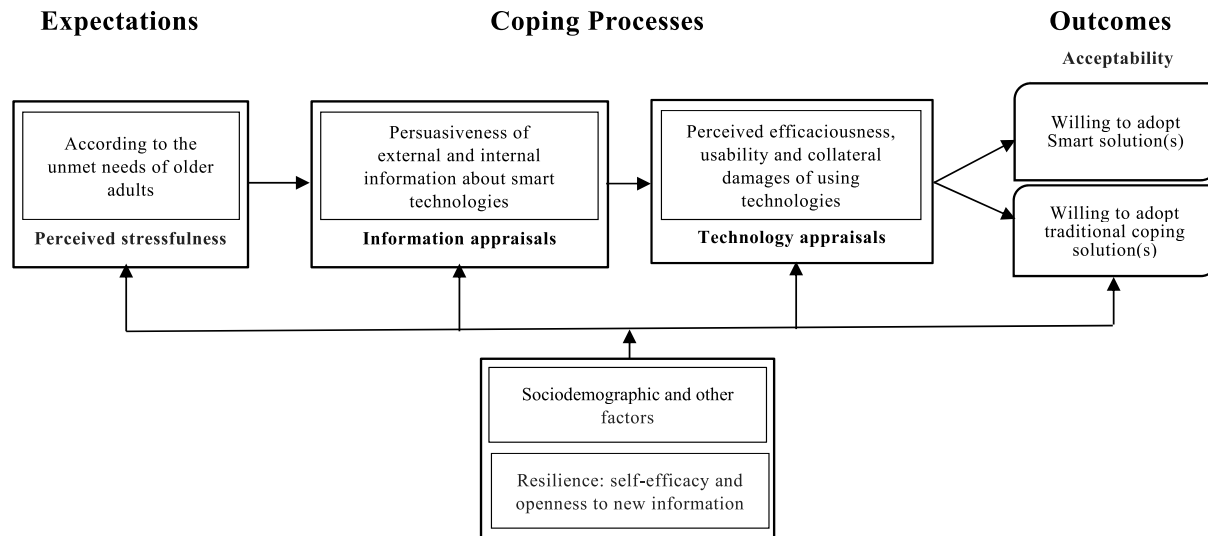 Expectations
Coping Processes
Outcomes
Acceptability
According to the
unmet needs of older
adults
Perceived stressfulness
Persuasiveness of
external and internal
information about smart
technologies
Information appraisals
Perceived efficaciousness,
usability and collateral
damages of using
technologies
Technology appraisals
Willing to adopt
Smart solution(s)
Willing to adopt
traditional coping
solution(s)
Sociodemographic and other
factors
Resilience: self-efficacy and
openness to new information